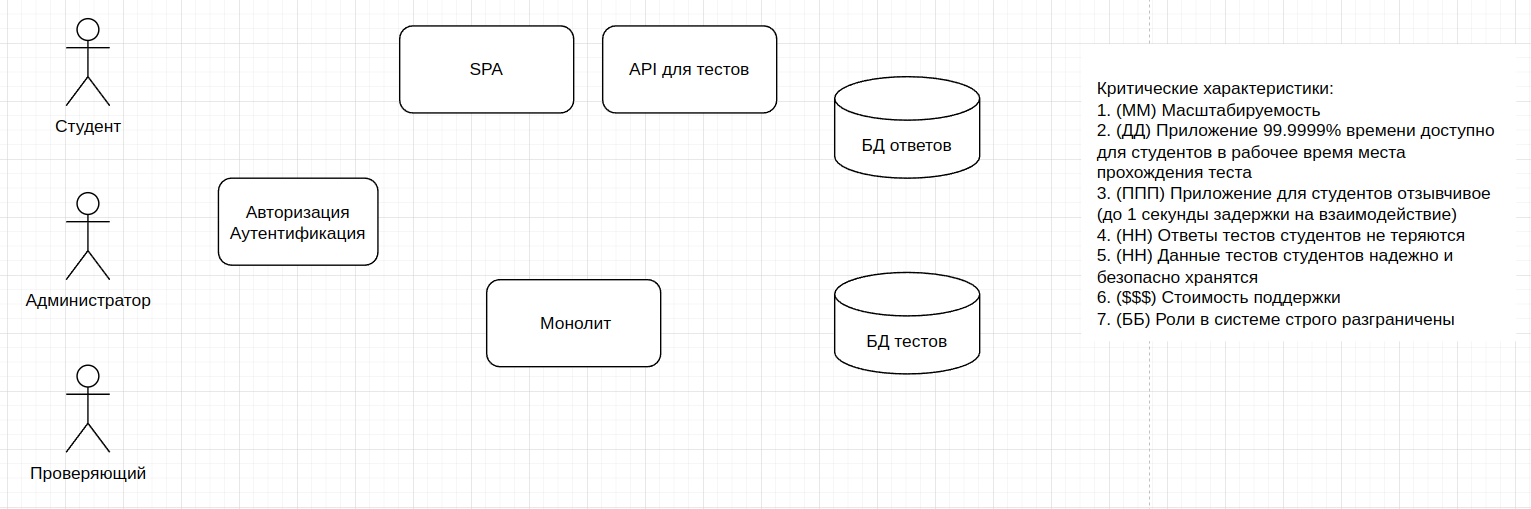 Студент
Администратор
Проверяющий
Авторизация
Аутентификация
SPA
API для тестов
Монолит
БД ответов
БД тестов
Критические характеристики:
1. (ММ) Масштабируемость
2. (ДД) Приложение 99.9999% времени доступно
для студентов в рабочее время места
прохождения теста
3. (ППП) Приложение для студентов отзывчивое
(до 1 секунды задержки на взаимодействие)
4. (НН) Ответы тестов студентов не теряются
5. (НН) Данные тестов студентов надежно и
безопасно хранятся
6. ($$$) Стоимость поддержки
7. (ББ) Роли в системе строго разграничены